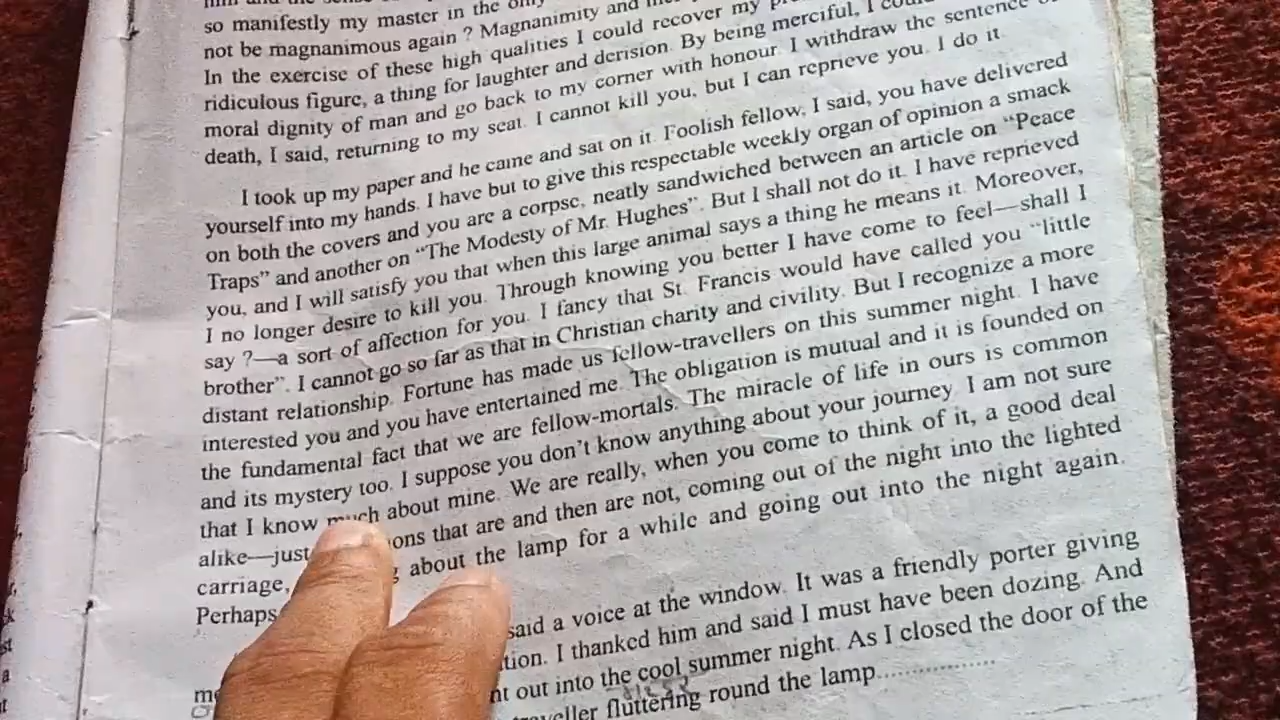 so manifestly my master in the
not be magnanimous again ? Magnanimity and
In the exercise of these high qualities I could recover my
ridiculous figure, a thing for laughter and derision. By being merciful, I
moral dignity of man and go back to my corner with honour. I withdraw the sentence
death, I said, returning to my seat. I cannot kill you, but I can reprieve you. I do it.
I took up my paper and he came and sat on it. Foolish fellow, I said, you have delivered
yourself into my hands. I have but to give this respectable weekly organ of opinion a smack
on both the covers and you are a corpse, neatly sandwiched between an article on “Peace
Traps” and another on “The Modesty of Mr. Hughes”. But I shall not do it. I have reprieved
you, and I will satisfy you that when this large animal says a thing he means it. Moreover,
I no longer desire to kill you. Through knowing you better I have come to feel—shall I
say ?—a sort of affection for you. I fancy that St. Francis would have called you “little
brother”. I cannot go so far as that in Christian charity and civility. But I recognize a more
distant relationship. Fortune has made us fellow-travellers on this summer night. I have
interested you and you have entertained me. The obligation is mutual and it is founded on
the fundamental fact that we are fellow-mortals. The miracle of life in ours is common
and its mystery too. I suppose you don’t know anything about your journey. I am not sure
that I know much about mine. We are really, when you come to think of it, a good deal
alike—just that are and then are not, coming out of the night into the lighted
carriage, about the lamp for a while and going out into the night again.
Perhaps
said a voice at the window. It was a friendly porter giving
I thanked him and said I must have been dozing. And
out into the cool summer night. As I closed the door of the
fluttering round the lamp..............